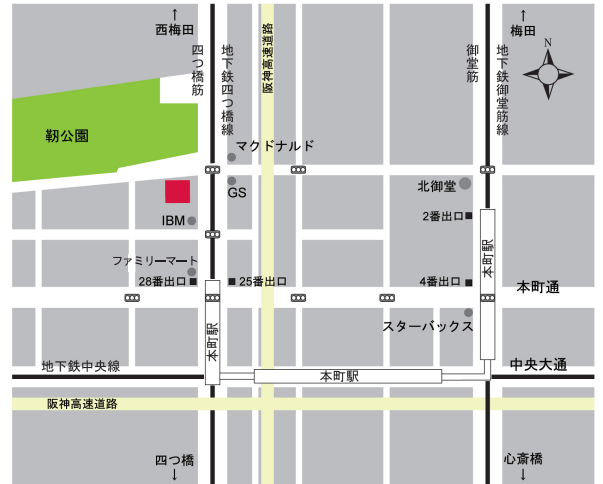 ↑
西梅田
↑
梅田
四つ橋筋
地下鉄四つ橋線
阪神高速道路
御堂筋
地下鉄御堂筋線
N
靭公園
マクドナルド
GS
北御堂
IBM
2番出口
ファミリーマート
28番出口
25番出口
4番出口
本町駅
本町通
スターバックス
本町駅
地下鉄中央線
本町駅
中央大通
阪神高速道路
四つ橋
↓
心斎橋
↓